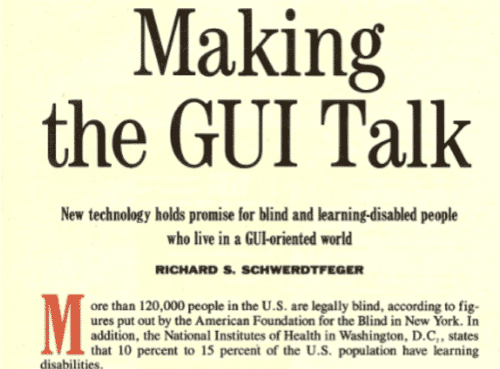 Making
the GUI Talk
New technology holds promise for blind and learning-disabled people
who live in a GUI-oriented world
RICHARD S. SCHWERDTFEGER
More than 120,000 people in the U.S. are legally blind, according to fig-
ures put out by the American Foundation for the Blind in New York. In
addition, the National Institutes of Health in Washington, D.C,, states
that 10 percent to 15 percent of the U.S. population have learning
disabilities.